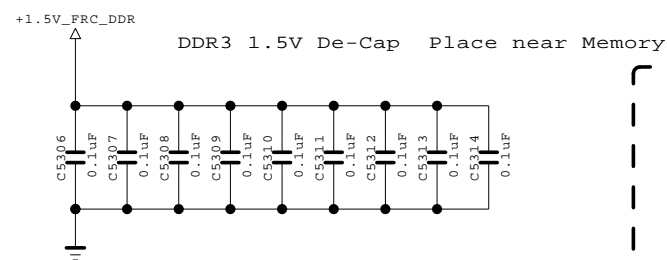 +1.5V_FRC_DDR
DDR3 1.5V De-Cap  Place near Memory
C5306
0.1uF
C5307
0.1uF
C5308
0.1uF
C5309
0.1uF
C5310
0.1uF
C5311
0.1uF
C5312
0.1uF
C5313
0.1uF
C5314
0.1uF